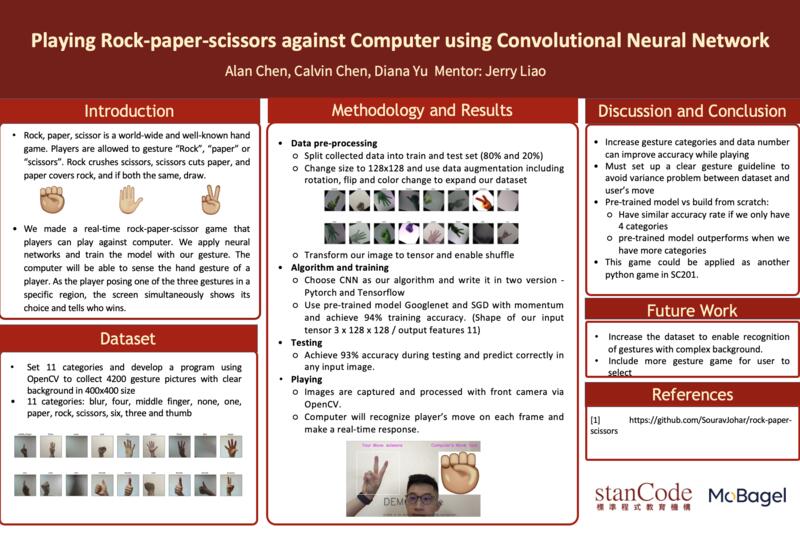 Playing Rock-paper-scissors against Computer using Convolutional Neural Network
Alan Chen, Calvin Chen, Diana Yu  Mentor: Jerry Liao
Introduction
• Rock, paper, scissor is a world-wide and well-known hand
game. Players are allowed to gesture “Rock”, “paper” or
“scissors”. Rock crushes scissors, scissors cuts paper, and
paper covers rock, and if both the same, draw.
• We made a real-time rock-paper-scissor game that
players can play against computer. We apply neural
networks and train the model with our gesture. The
computer will be able to sense the hand gesture of a
player. As the player posing one of the three gestures in a
specific region, the screen simultaneously shows its
choice and tells who wins.
Dataset
• Set 11 categories and develop a program using
OpenCV to collect 4200 gesture pictures with clear
background in 400x400 size
• 11 categories: blur, four, middle finger, none, one,
paper, rock, scissors, six, three and thumb
Methodology and Results
• Data pre-processing
○ Split collected data into train and test set (80% and 20%)
○ Change size to 128x128 and use data augmentation including
rotation, flip and color change to expand our dataset
○ Transform our image to tensor and enable shuffle
• Algorithm and training
○ Choose CNN as our algorithm and write it in two version -
Pytorch and Tensorflow
○ Use pre-trained model Googlenet and SGD with momentum
and achieve 94% training accuracy. (Shape of our input
tensor 3 x 128 x 128 / output features 11)
• Testing
○ Achieve 93% accuracy during testing and predict correctly in
any input image.
• Playing
○ Images are captured and processed with front camera via
OpenCV.
○ Computer will recognize player’s move on each frame and
make a real-time response.
Your Move: scissors
Computer's Move: rock
DEM
Discussion and Conclusion
• Increase gesture categories and data number
can improve accuracy while playing
• Must set up a clear gesture guideline to
avoid variance problem between dataset and
user’s move
• Pre-trained model vs build from scratch:
○ Have similar accuracy rate if we only have
4 categories
○ pre-trained model outperforms when we
have more categories
• This game could be applied as another
python game in SC201.
Future Work
• Increase the dataset to enable recognition
of gestures with complex background.
• Include more gesture game for user to
select
References
[1] https://github.com/SouravJohar/rock-paper-
scissors
stanCode
標準程式教育機構
MoBagel